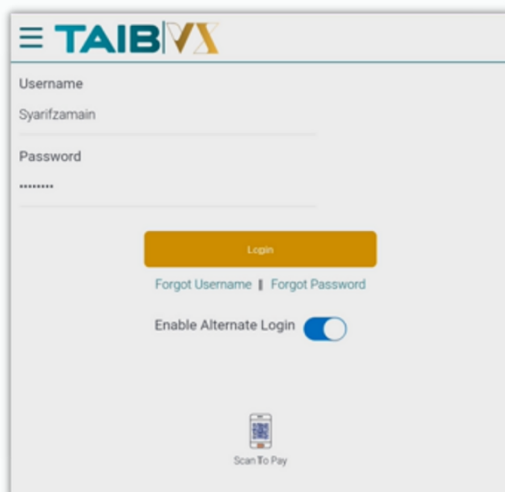 TAIB VX
Username
Syarifzamain
Password
••••••••
Login
Forgot Username || Forgot Password
Enable Alternate Login
Scan To Pay